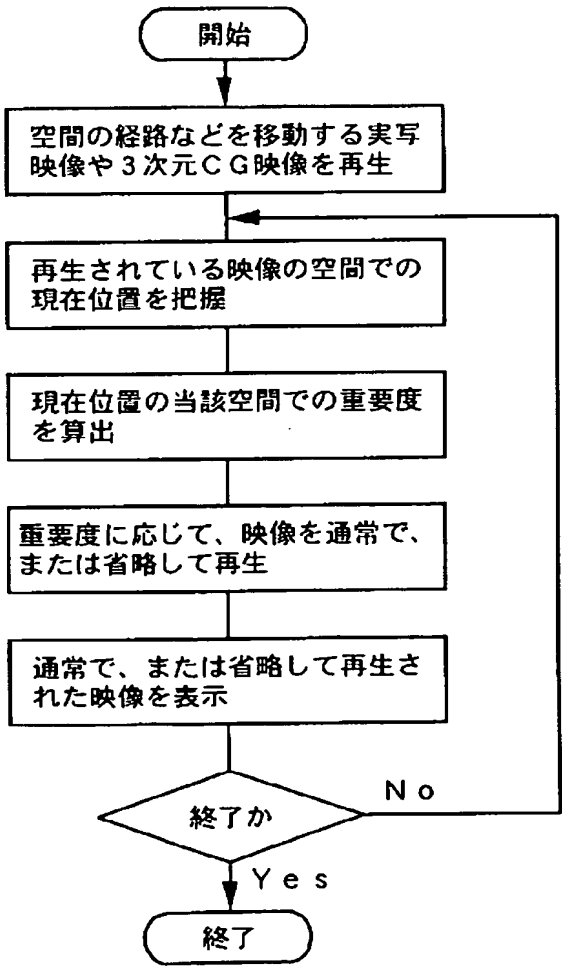 開始
空間の経路などを移動する実写
映像や3次元CG映像を再生
再生されている映像の空間での
現在位置を把握
現在位置の当該空間での重要度
を算出
重要度に応じて、映像を通常で、
または省略して再生
通常で、または省略して再生さ
れた映像を表示
終了か
No
Yes
終了